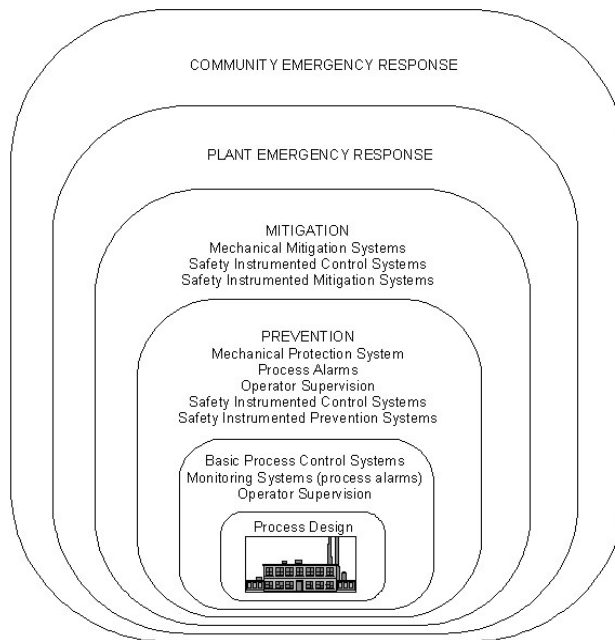 COMMUNITY EMERGENCY RESPONSE
PLANT EMERGENCY RESPONSE
MITIGATION
Mechanical Mitigation Systems
Safety Instrumented Control Systems
Safety Instrumented Mitigation Systems
PREVENTION
Mechanical Protection System
Process Alarms
Operator Supervision
Safety Instrumented Control Systems
Safety Instrumented Prevention Systems
Basic Process Control Systems
Monitoring Systems (process alarms)
Operator Supervision
Process Design